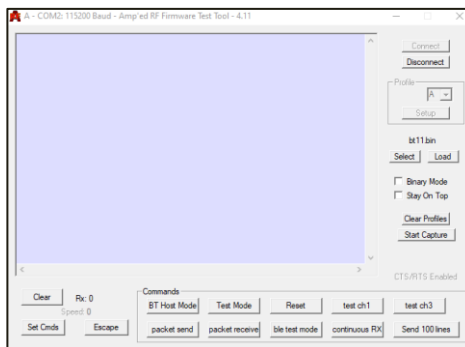 A - COM2: 115200 Baud - Amp'ed RF Firmware Test Tool - 4.11
Connect
Disconnect
Profile
A
Setup
bt11.bin
Select Load
Binary Mode
Stay On Top
Clear Profiles
Start Capture
CTS/RTS Enabled
Clear Rx: 0
Speed: 0
Set Cmds Escape
Commands
BT Host Mode Test Mode Reset test ch1 test ch3
packet send packet receive ble test mode continuous RX Send 100 lines